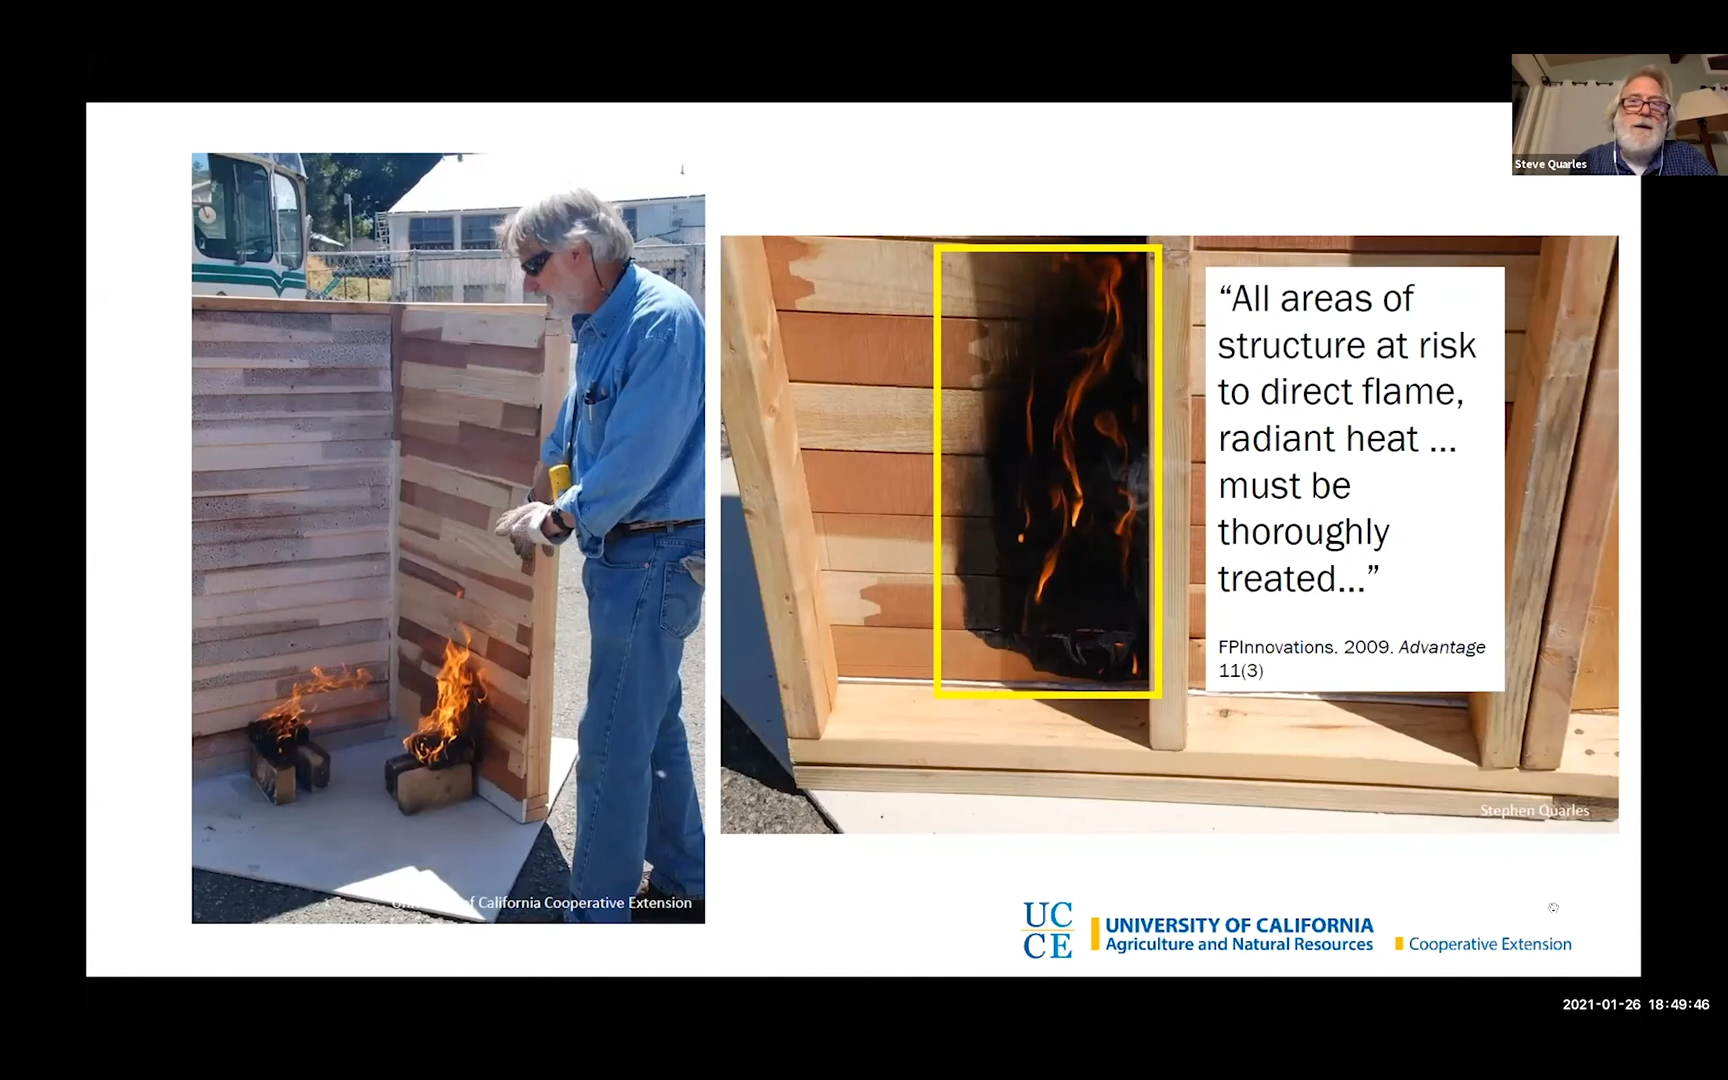 Steve Quarles
“All areas of
structure at risk
to direct flame,
radiant heat ...
must be
thoroughly
treated...”
FPInnovations. 2009. Advantage
11(3)
Stephen Quarles
of California Cooperative Extension
UC
CE
UNIVERSITY OF CALIFORNIA
Agriculture and Natural Resources
Cooperative Extension
2021-01-26 18:49:46